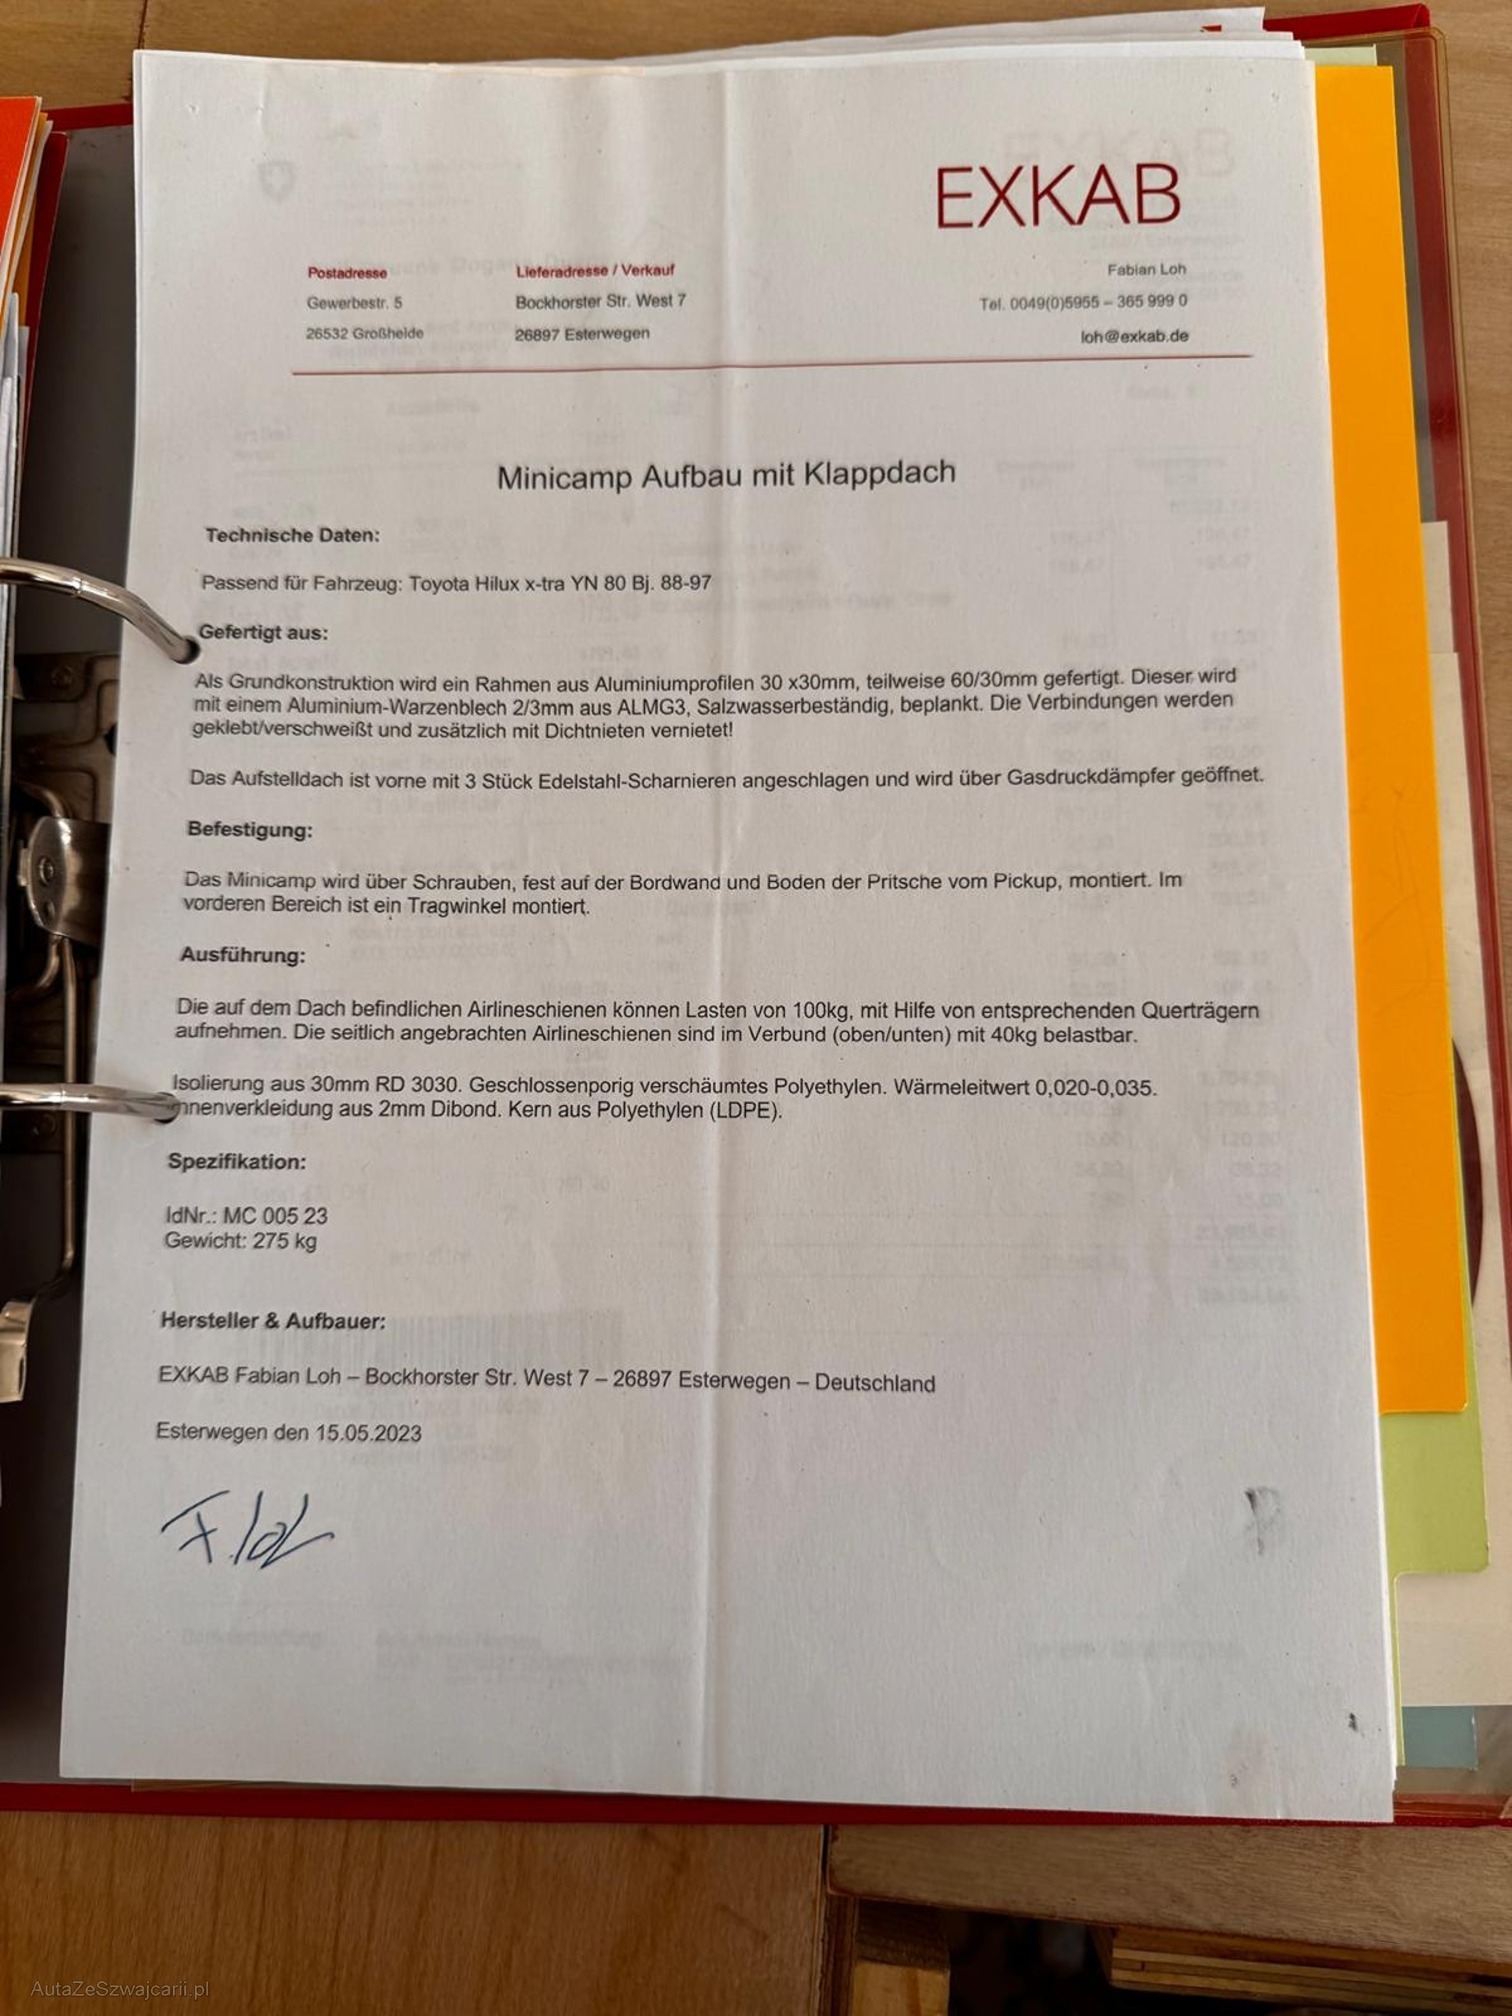 EXKAB
Postadresse
Gewerbestr. 5
26532 Großheide
Lieferadresse / Verkauf
Bockhorster Str. West 7
26897 Esterwegen
Fabian Loh
Tel. 0049(0)5955 – 365 999 0
loh@exkab.de
Minicamp Aufbau mit Klappdach
Technische Daten:
Passend für Fahrzeug: Toyota Hilux x-tra YN 80 Bj. 88-97
Gefertigt aus:
Als Grundkonstruktion wird ein Rahmen aus Aluminiumprofilen 30 x30mm, teilweise 60/30mm gefertigt. Dieser wird
mit einem Aluminium-Warzenblech 2/3mm aus ALMG3, Salzwasserbeständig, beplankt. Die Verbindungen werden
geklebt/verschweißt und zusätzlich mit Dichtnieten vernietet!
Das Aufstelldach ist vorne mit 3 Stück Edelstahl-Scharnieren angeschlagen und wird über Gasdruckdämpfer geöffnet.
Befestigung:
Das Minicamp wird über Schrauben, fest auf der Bordwand und Boden der Pritsche vom Pickup, montiert. Im
vorderen Bereich ist ein Tragwinkel montiert.
Ausführung:
Die auf dem Dach befindlichen Airlineschienen können Lasten von 100kg, mit Hilfe von entsprechenden Querträgern
aufnehmen. Die seitlich angebrachten Airlineschienen sind im Verbund (oben/unten) mit 40kg belastbar.
Isolierung aus 30mm RD 3030. Geschlossenporig verschäumtes Polyethylen. Wärmeleitwert 0,020-0,035.
nnenverkleidung aus 2mm Dibond. Kern aus Polyethylen (LDPE).
Spezifikation:
IdNr.: MC 005 23
Gewicht: 275 kg
Hersteller & Aufbauer:
EXKAB Fabian Loh – Bockhorster Str. West 7 – 26897 Esterwegen – Deutschland
Esterwegen den 15.05.2023
F. Loh
AutaZeSzwajcarii.pl